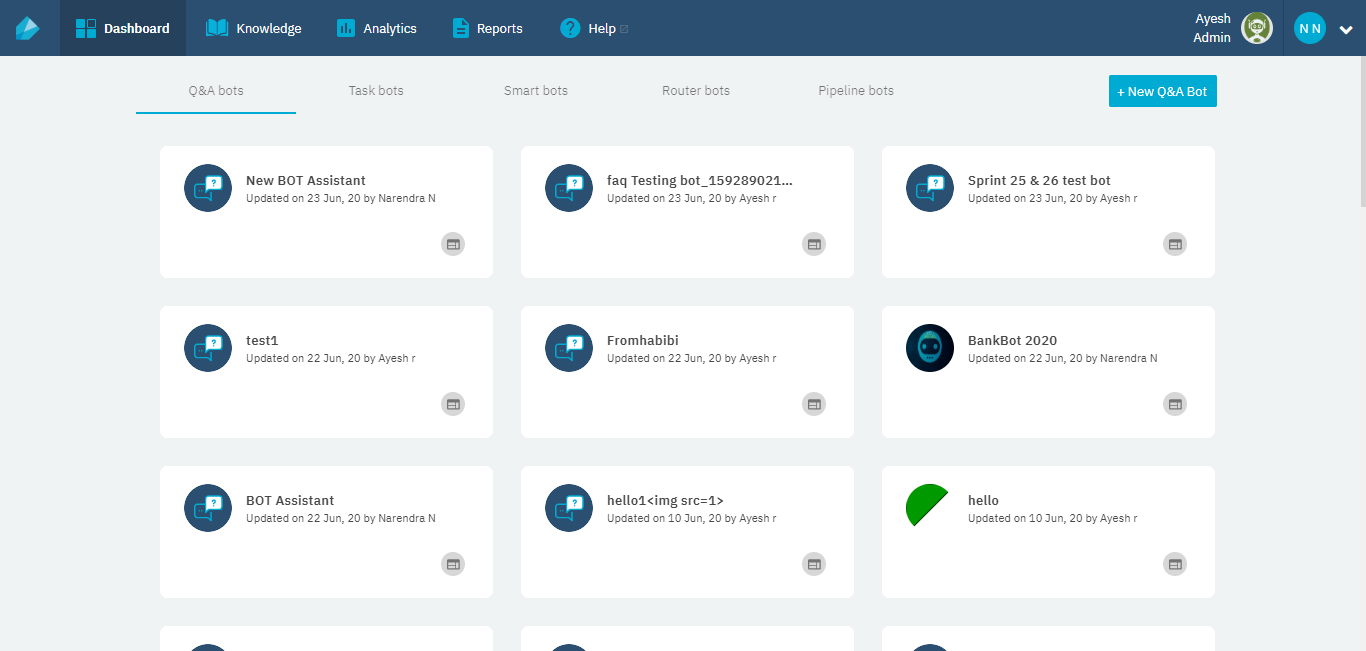 Dashboard
Knowledge
Analytics
Reports
Help
Ayesh
Admin
N N
Q&A bots
Task bots
Smart bots
Router bots
Pipeline bots
+ New Q&A Bot
New BOT Assistant
Updated on 23 Jun, 20 by Narendra N
faq Testing bot_159289021...
Updated on 23 Jun, 20 by Ayesh r
Sprint 25 & 26 test bot
Updated on 23 Jun, 20 by Ayesh r
test1
Updated on 22 Jun, 20 by Ayesh r
Fromhabibi
Updated on 22 Jun, 20 by Ayesh r
BankBot 2020
Updated on 22 Jun, 20 by Narendra N
BOT Assistant
Updated on 22 Jun, 20 by Narendra N
hello1<img src=1>
Updated on 10 Jun, 20 by Ayesh r
hello
Updated on 10 Jun, 20 by Ayesh r